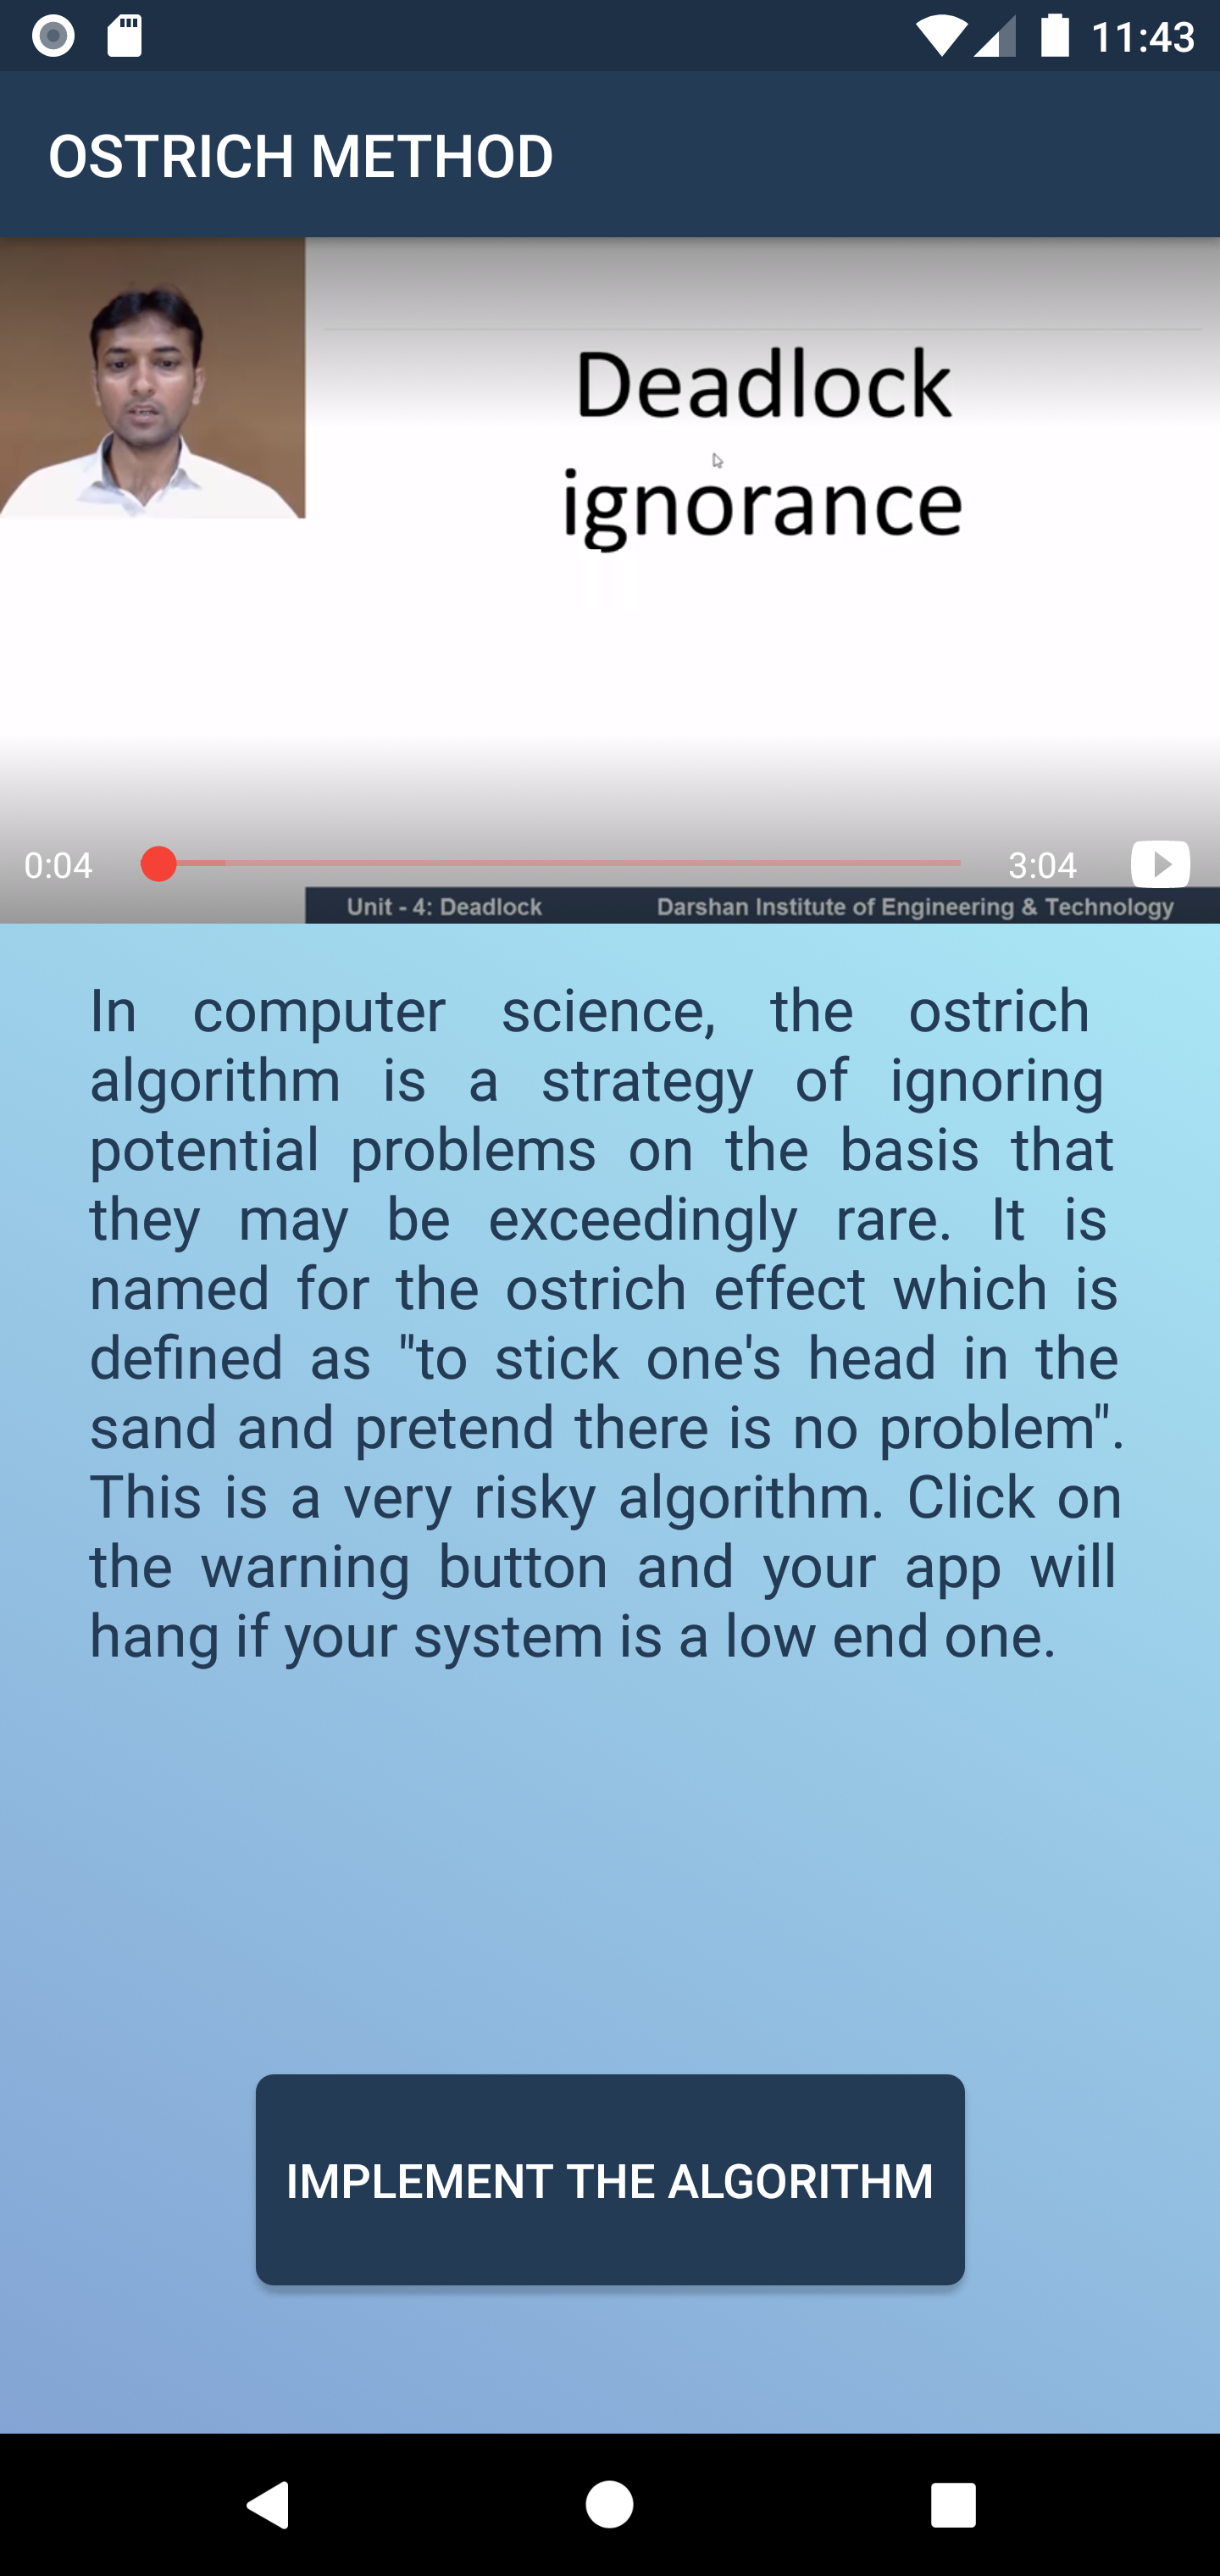 11:43
OSTRICH METHOD
Deadlock
ignorance
0:04
3:04
Unit - 4: Deadlock
Darshan Institute of Engineering & Technology
In computer science, the ostrich
algorithm is a strategy of ignoring
potential problems on the basis that
they may be exceedingly rare. It is
named for the ostrich effect which is
defined as "to stick one's head in the
sand and pretend there is no problem".
This is a very risky algorithm. Click on
the warning button and your app will
hang if your system is a low end one.
IMPLEMENT THE ALGORITHM